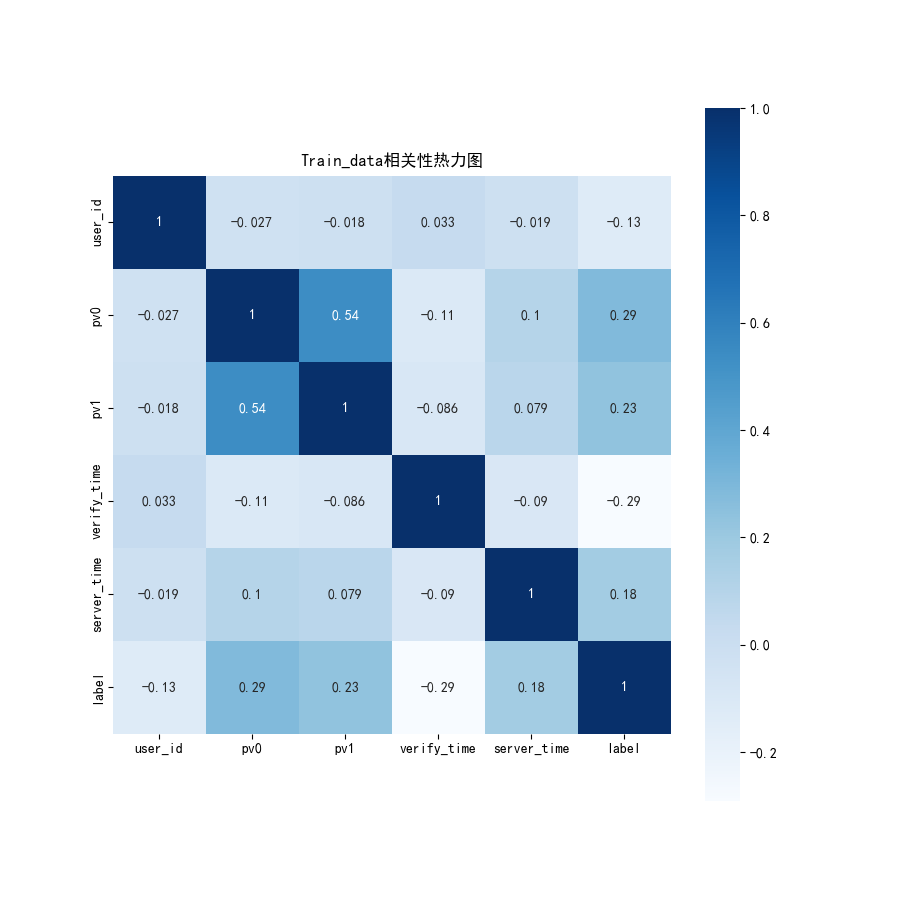 Train_data相关性热力图
user_id 1 -0.027 -0.018 0.033 -0.019 -0.13
pv0 -0.027 1 0.54 -0.11 0.1 0.29
pv1 -0.018 0.54 1 -0.086 0.079 0.23
verify_time 0.033 -0.11 -0.086 1 -0.09 -0.29
server_time -0.019 0.1 0.079 -0.09 1 0.18
label -0.13 0.29 0.23 -0.29 0.18 1
user_id pv0 pv1 verify_time server_time label
1.0
0.8
0.6
0.4
0.2
0.0
-0.2